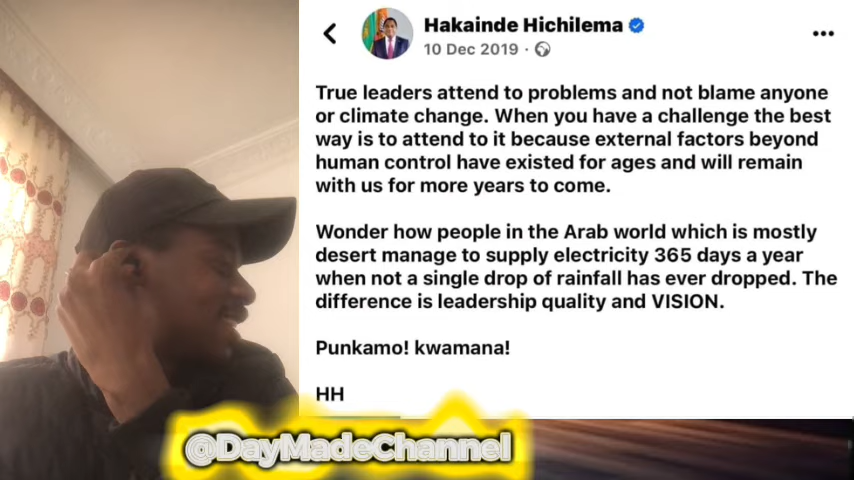 Hakainde Hichilema
10 Dec 2019 ·
True leaders attend to problems and not blame anyone
or climate change. When you have a challenge the best
way is to attend to it because external factors beyond
human control have existed for ages and will remain
with us for more years to come.
Wonder how people in the Arab world which is mostly
desert manage to supply electricity 365 days a year
when not a single drop of rainfall has ever dropped. The
difference is leadership quality and VISION.
Punkamo! kwamana!
HH
@DayMadeChannel